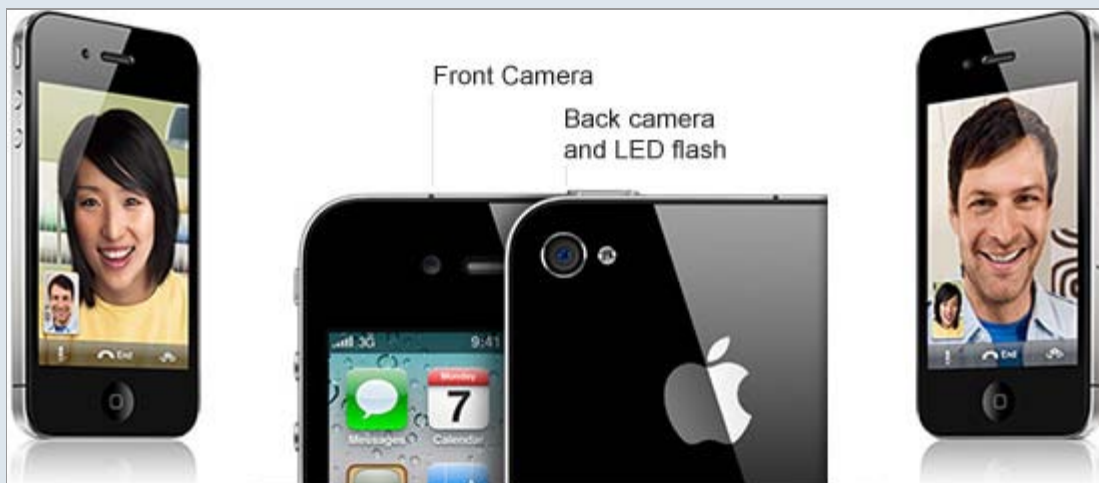 Front Camera
Back camera
and LED flash
3G 9:41
Monday
7
Messages Calendar
End
End